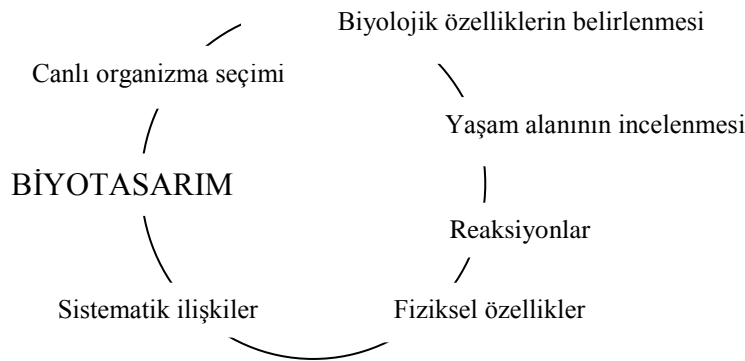 Biyolojik özelliklerin belirlenmesi
Canlı organizma seçimi
Yaşam alanının incelenmesi
BİYOTASARIM
Reaksiyonlar
Sistematik ilişkiler
Fiziksel özellikler